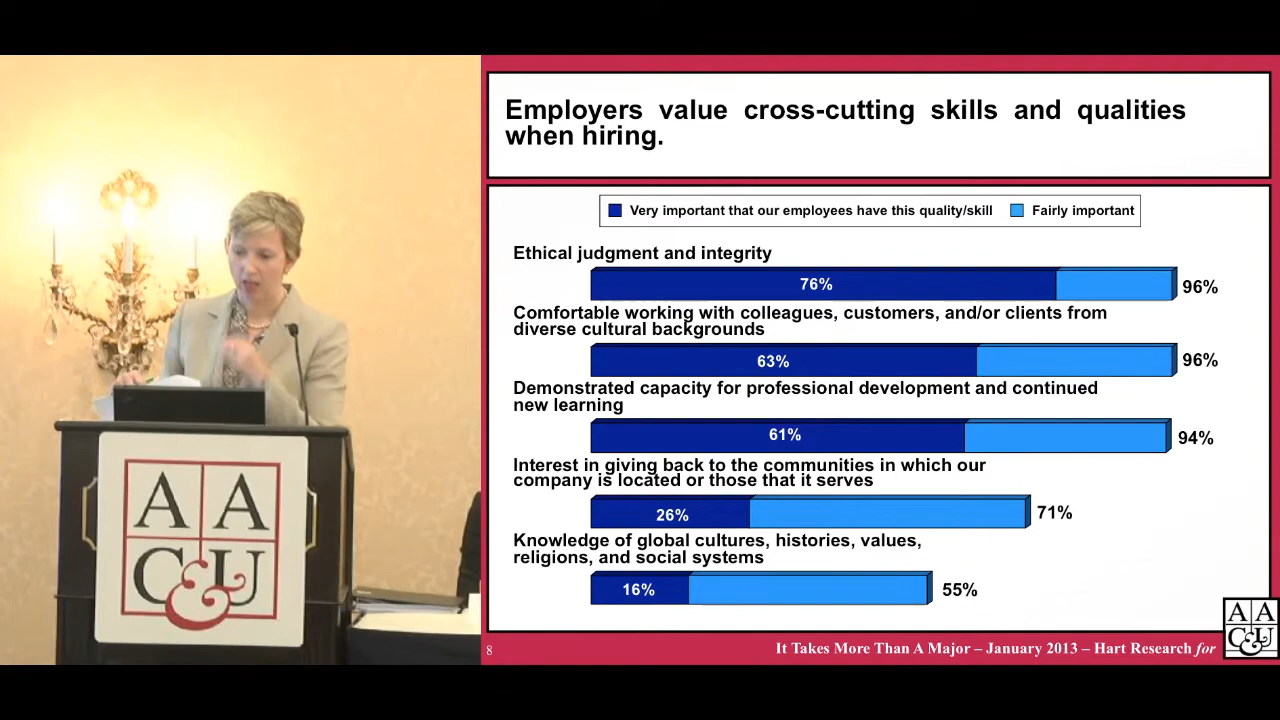 Employers value cross-cutting skills and qualities
when hiring.
Very important that our employees have this quality/skill
Fairly important
Ethical judgment and integrity
76%
96%
Comfortable working with colleagues, customers, and/or clients from
diverse cultural backgrounds
63%
96%
Demonstrated capacity for professional development and continued
new learning
61%
94%
Interest in giving back to the communities in which our
company is located or those that it serves
26%
71%
Knowledge of global cultures, histories, values,
religions, and social systems
16%
55%
8
It Takes More Than A Major – January 2013 – Hart Research for
A A
C&U
A A
C&U